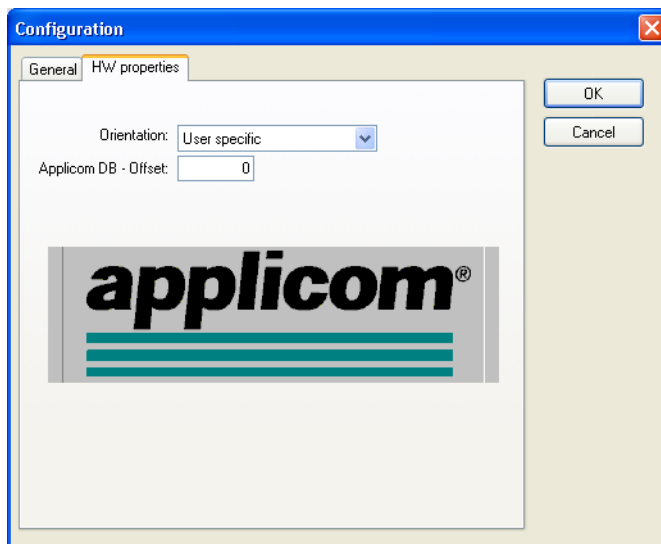 Configuration
General HW properties
OK
Orientation: User specific
Cancel
Applicom DB - Offset: 0
applicom®